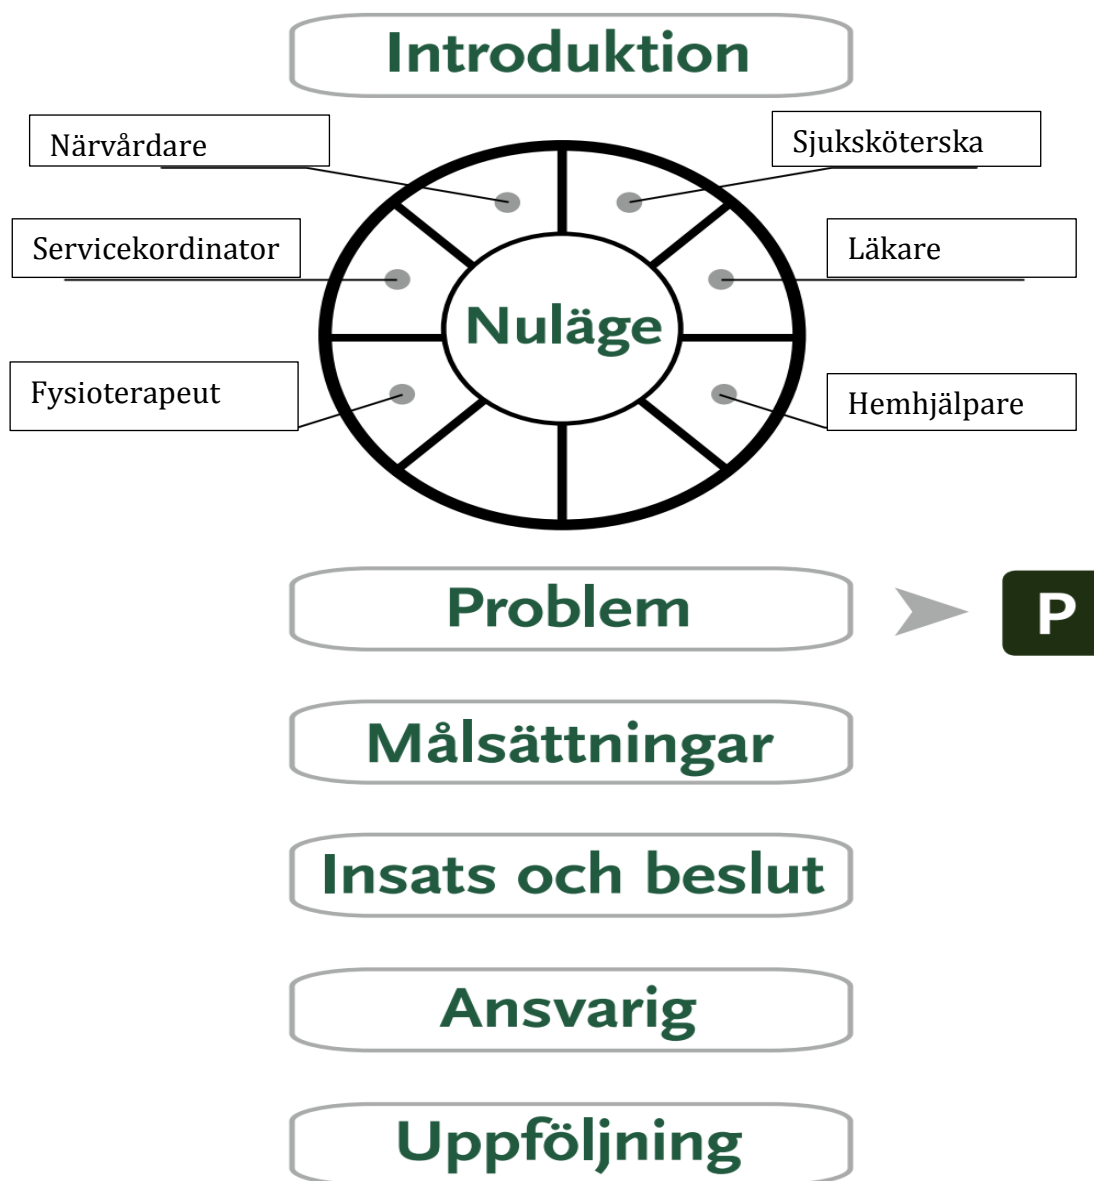 Introduktion
Närvårdare
Sjuksköterska
Servicekordinator
Läkare
Nuläge
Fysioterapeut
Hemhjälpare
Problem
P
Målsättningar
Insats och beslut
Ansvarig
Uppföljning